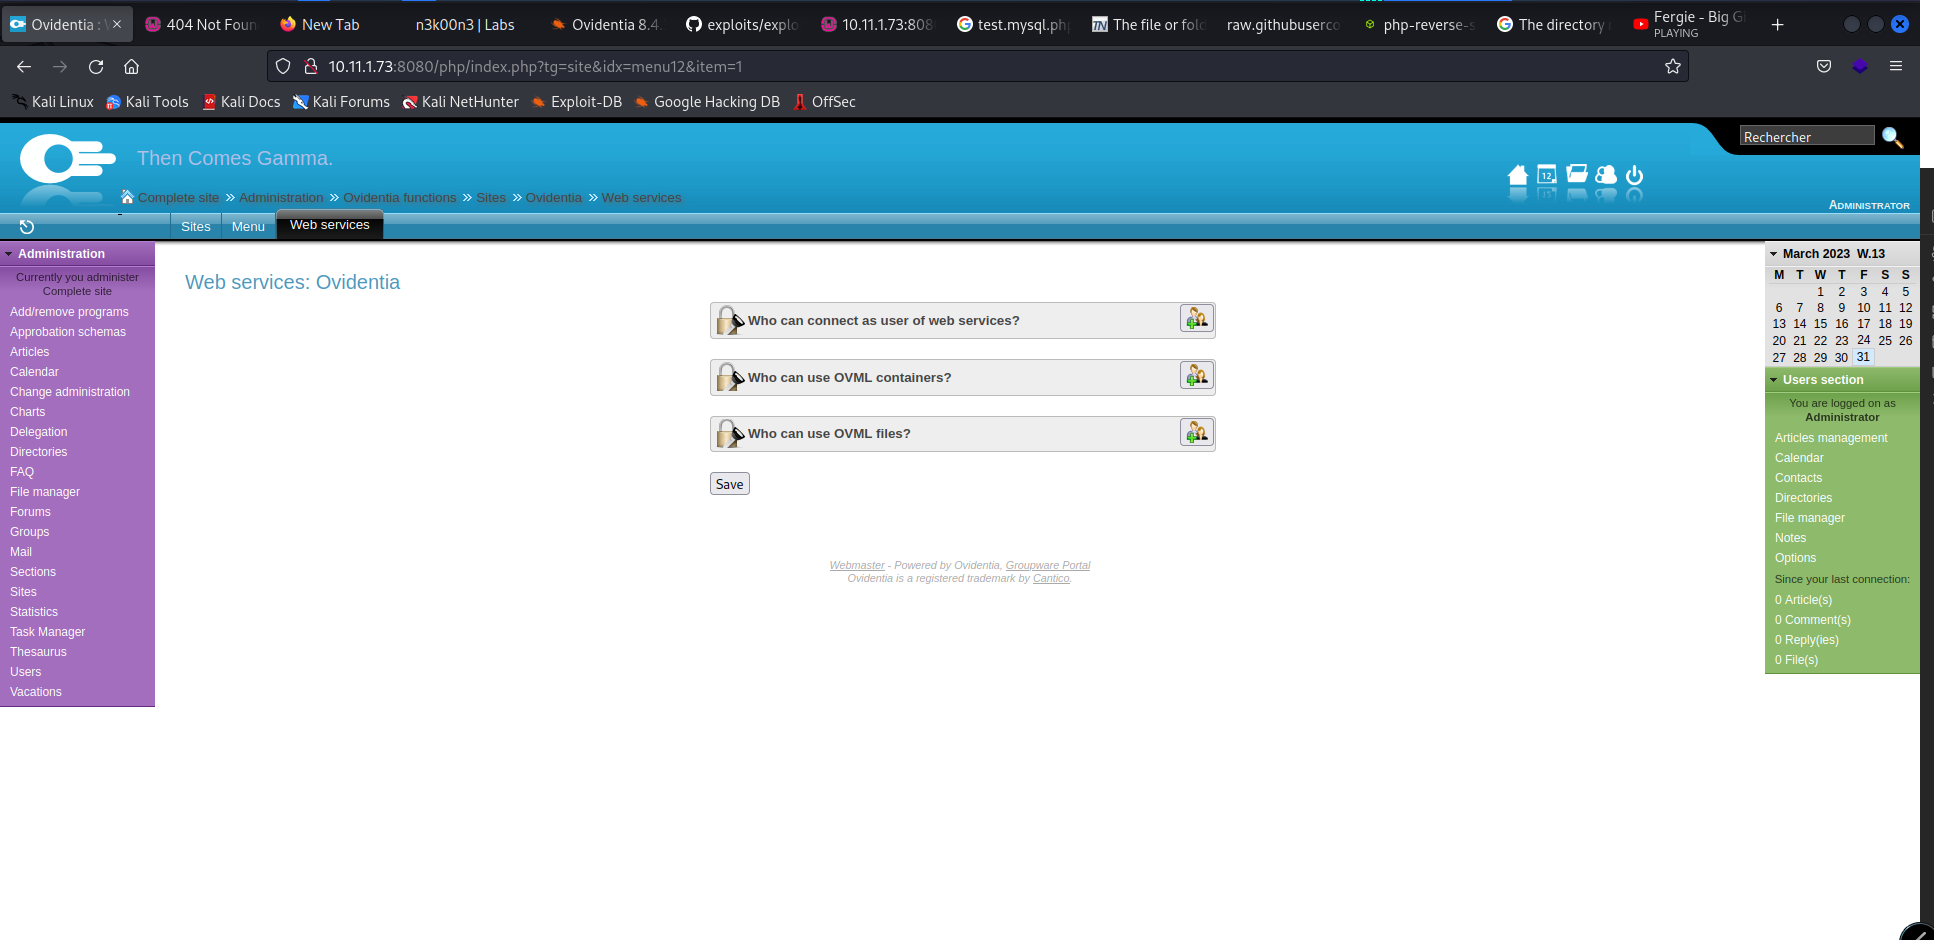 Ovidentia : W
404 Not Foun
New Tab
n3k00n3 | Labs
Ovidentia 8.4.
exploits/explo
10.11.1.73:808
test.mysql.php
The file or fold
raw.githubuserco
php-reverse-s
The directory
Fergie - Big Gi
PLAYING
10.11.1.73:8080/php/index.php?tg=site&idx=menu12&item=1
Kali Linux
Kali Tools
Kali Docs
Kali Forums
Kali NetHunter
Exploit-DB
Google Hacking DB
OffSec
Rechercher
Then Comes Gamma.
12
Complete site » Administration » Ovidentia functions » Sites » Ovidentia » Web services
ADMINISTRATOR
Sites
Menu
Web services
Administration
Currently you administer
Complete site
Add/remove programs
Approbation schemas
Articles
Calendar
Change administration
Charts
Delegation
Directories
FAQ
File manager
Forums
Groups
Mail
Sections
Sites
Statistics
Task Manager
Thesaurus
Users
Vacations
Web services: Ovidentia
Who can connect as user of web services?
Who can use OVML containers?
Who can use OVML files?
Save
Webmaster - Powered by Ovidentia, Groupware Portal
Ovidentia is a registered trademark by Cantico.
March 2023 W.13
M T W T F S S
1 2 3 4 5
6 7 8 9 10 11 12
13 14 15 16 17 18 19
20 21 22 23 24 25 26
27 28 29 30 31
Users section
You are logged on as
Administrator
Articles management
Calendar
Contacts
Directories
File manager
Notes
Options
Since your last connection:
0 Article(s)
0 Comment(s)
0 Reply(ies)
0 File(s)